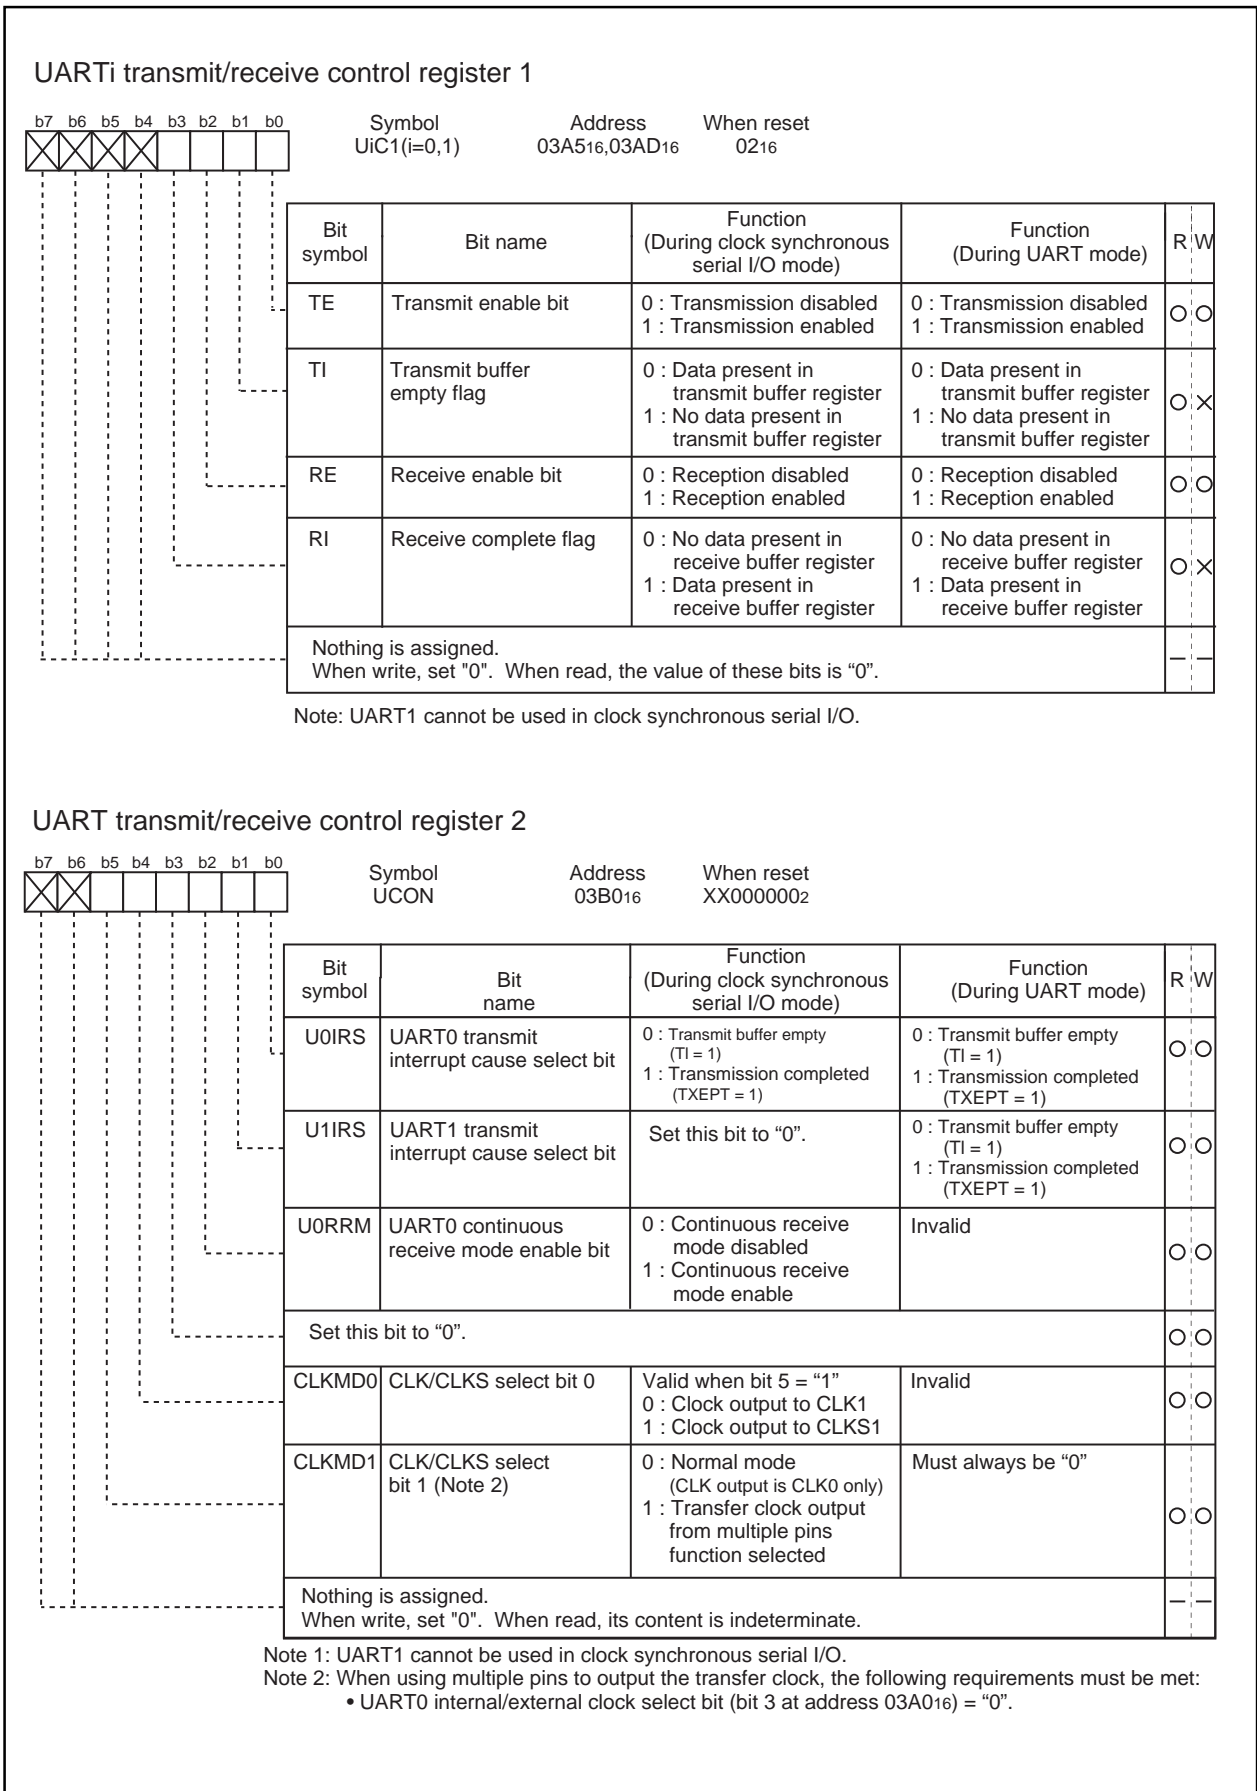 UARTi transmit/receive control register 1
b7 b6 b5 b4 b3 b2 b1 b0
Symbol Address When reset
UiC1(i=0,1) 03A516,03AD16 0216
Bit symbol Bit name Function (During clock synchronous serial I/O mode) Function (During UART mode) R W
TE Transmit enable bit 0 : Transmission disabled 0 : Transmission disabled
1 : Transmission enabled 1 : Transmission enabled
TI Transmit buffer 0 : Data present in 0 : Data present in
empty flag transmit buffer register transmit buffer register
1 : No data present in 1 : No data present in
transmit buffer register transmit buffer register
RE Receive enable bit 0 : Reception disabled 0 : Reception disabled
1 : Reception enabled 1 : Reception enabled
RI Receive complete flag 0 : No data present in 0 : No data present in
receive buffer register receive buffer register
1 : Data present in 1 : Data present in
receive buffer register receive buffer register
Nothing is assigned.
When write, set "0". When read, the value of these bits is “0”.
Note: UART1 cannot be used in clock synchronous serial I/O.
UART transmit/receive control register 2
b7 b6 b5 b4 b3 b2 b1 b0
Symbol Address When reset
UCON 03B016 XX0000002
Bit symbol Bit name Function (During clock synchronous serial I/O mode) Function (During UART mode) R W
U0IRS UART0 transmit 0 : Transmit buffer empty 0 : Transmit buffer empty
interrupt cause select bit (TI = 1) (TI = 1)
1 : Transmission completed 1 : Transmission completed
(TXEPT = 1) (TXEPT = 1)
U1IRS UART1 transmit Set this bit to “0”. 0 : Transmit buffer empty
interrupt cause select bit (TI = 1)
1 : Transmission completed
(TXEPT = 1)
U0RRM UART0 continuous 0 : Continuous receive Invalid
receive mode enable bit mode disabled
1 : Continuous receive
mode enable
Set this bit to “0”.
CLKMD0 CLK/CLKS select bit 0 Valid when bit 5 = “1” Invalid
0 : Clock output to CLK1
1 : Clock output to CLKS1
CLKMD1 CLK/CLKS select 0 : Normal mode Must always be “0”
bit 1 (Note 2) (CLK output is CLK0 only)
1 : Transfer clock output
from multiple pins
function selected
Nothing is assigned.
When write, set "0". When read, its content is indeterminate.
Note 1: UART1 cannot be used in clock synchronous serial I/O.
Note 2: When using multiple pins to output the transfer clock, the following requirements must be met:
• UART0 internal/external clock select bit (bit 3 at address 03A016) = “0”.